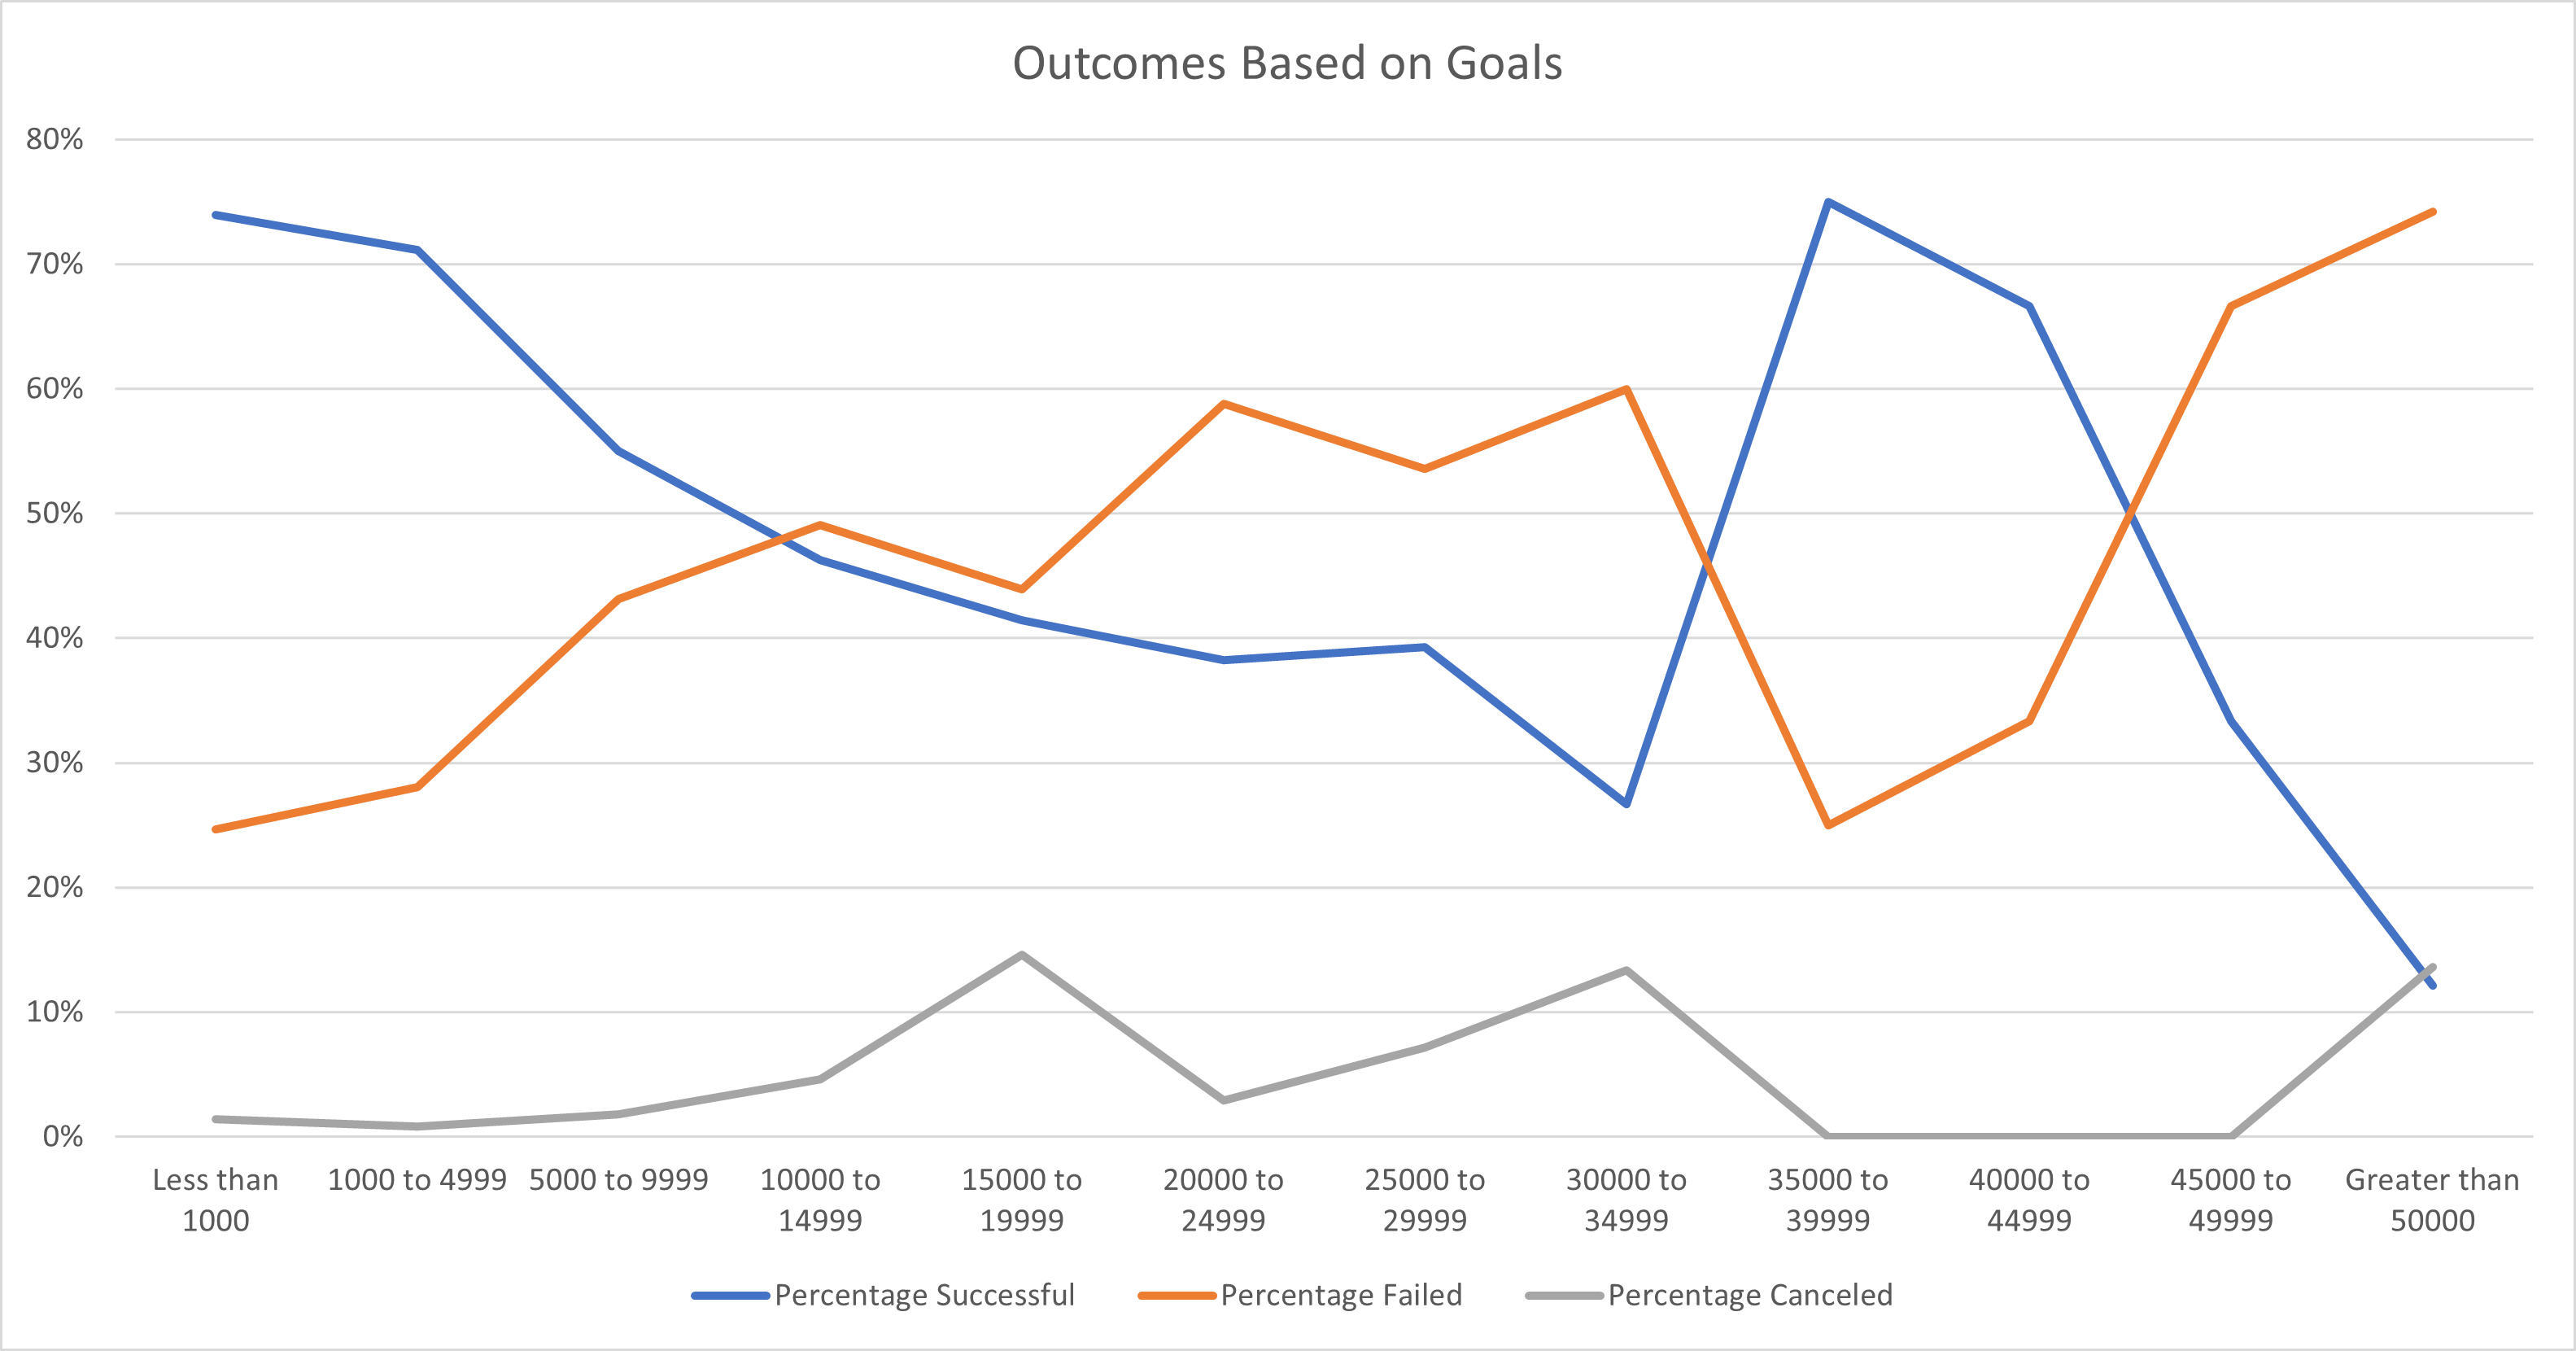 Outcomes Based on Goals
80%
70%
60%
50%
40%
30%
20%
10%
0%
Less than
1000
1000 to 4999
5000 to 9999
10000 to
14999
15000 to
19999
20000 to
24999
25000 to
29999
30000 to
34999
35000 to
39999
40000 to
44999
45000 to
49999
Greater than
50000
Percentage Successful
Percentage Failed
Percentage Canceled